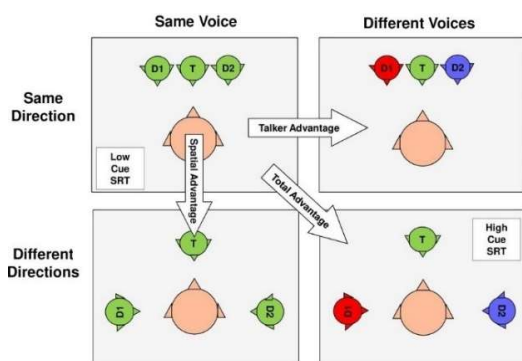 Same Voice
Different Voices
Same
Direction
D1
T
D2
D1
T
D2
Talker Advantage
Low
Cue
SRT
Spatial Advantage
Total Advantage
Different
Directions
T
D1
D2
T
High
Cue
SRT
D1
D2